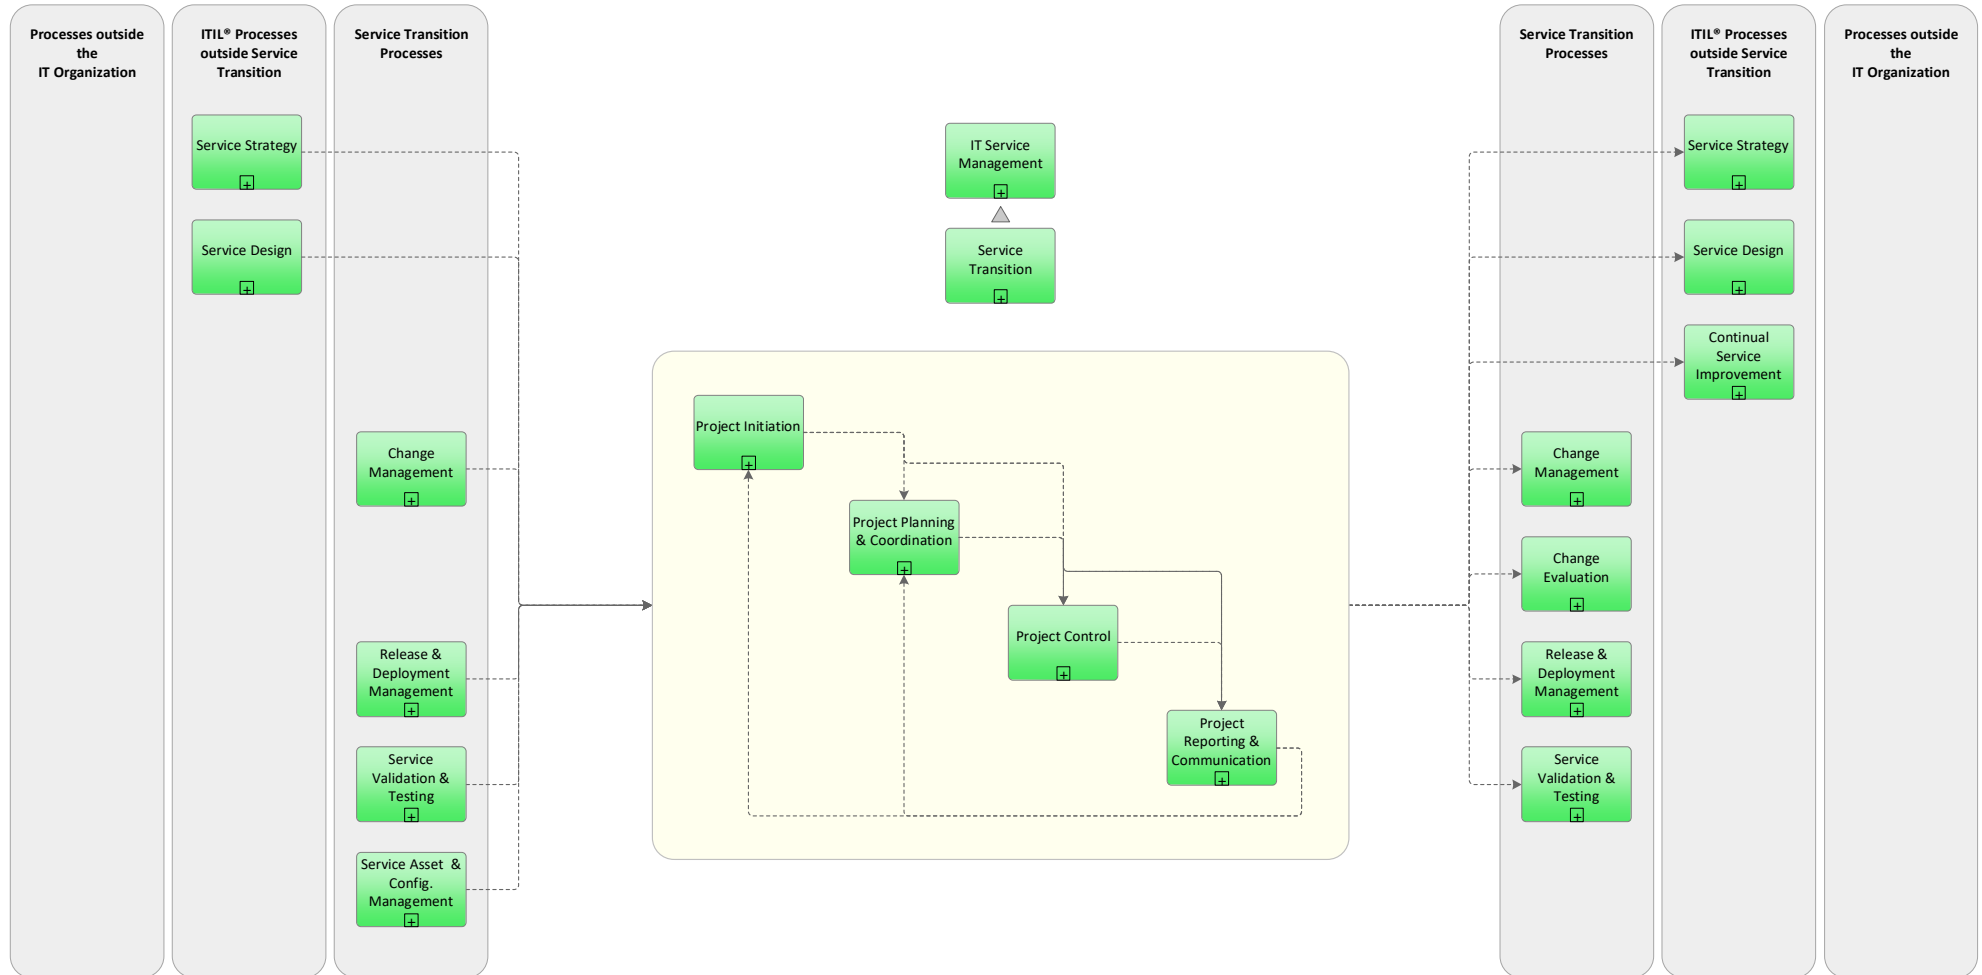 Processes outside
the
IT Organization
ITIL® Processes
outside Service
Transition
Service Transition
Processes
Service Transition
Processes
ITIL® Processes
outside Service
Transition
Processes outside
the
IT Organization
Service Strategy
Service Design
Change
Management
Release &
Deployment
Management
Service
Validation &
Testing
Service Asset &
Config.
Management
IT Service
Management
Service
Transition
Project Initiation
Project Planning
& Coordination
Project Control
Project
Reporting &
Communication
Change
Management
Change
Evaluation
Release &
Deployment
Management
Service
Validation &
Testing
Service Strategy
Service Design
Continual
Service
Improvement